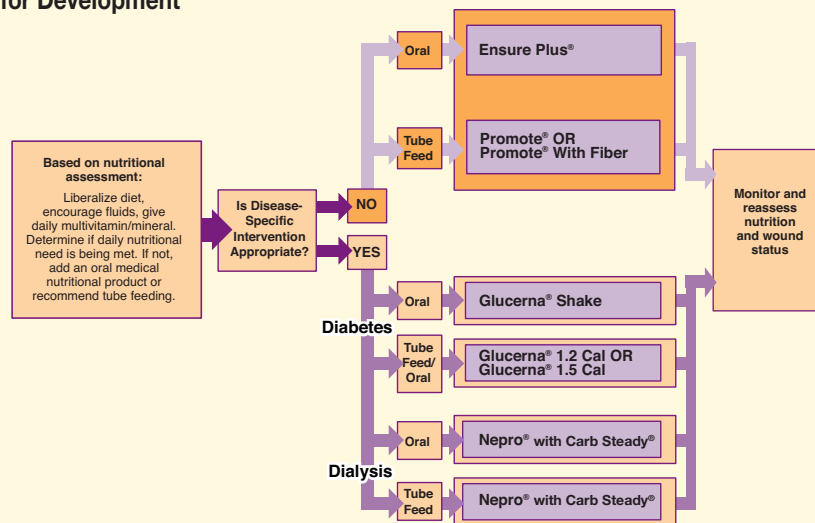 for Development
Based on nutritional
assessment:
Liberalize diet,
encourage fluids, give
daily multivitamin/mineral.
Determine if daily nutritional
need is being met. If not,
add an oral medical
nutritional product or
recommend tube feeding.
Is Disease-
Specific
Intervention
Appropriate?
NO
YES
Oral
Ensure Plus®
Tube
Feed
Promote® OR
Promote® With Fiber
Diabetes
Oral
Glucerna® Shake
Tube
Feed/
Oral
Glucerna® 1.2 Cal OR
Glucerna® 1.5 Cal
Dialysis
Oral
Nepro® with Carb Steady®
Tube
Feed
Nepro® with Carb Steady®
Monitor and
reassess
nutrition
and wound
status